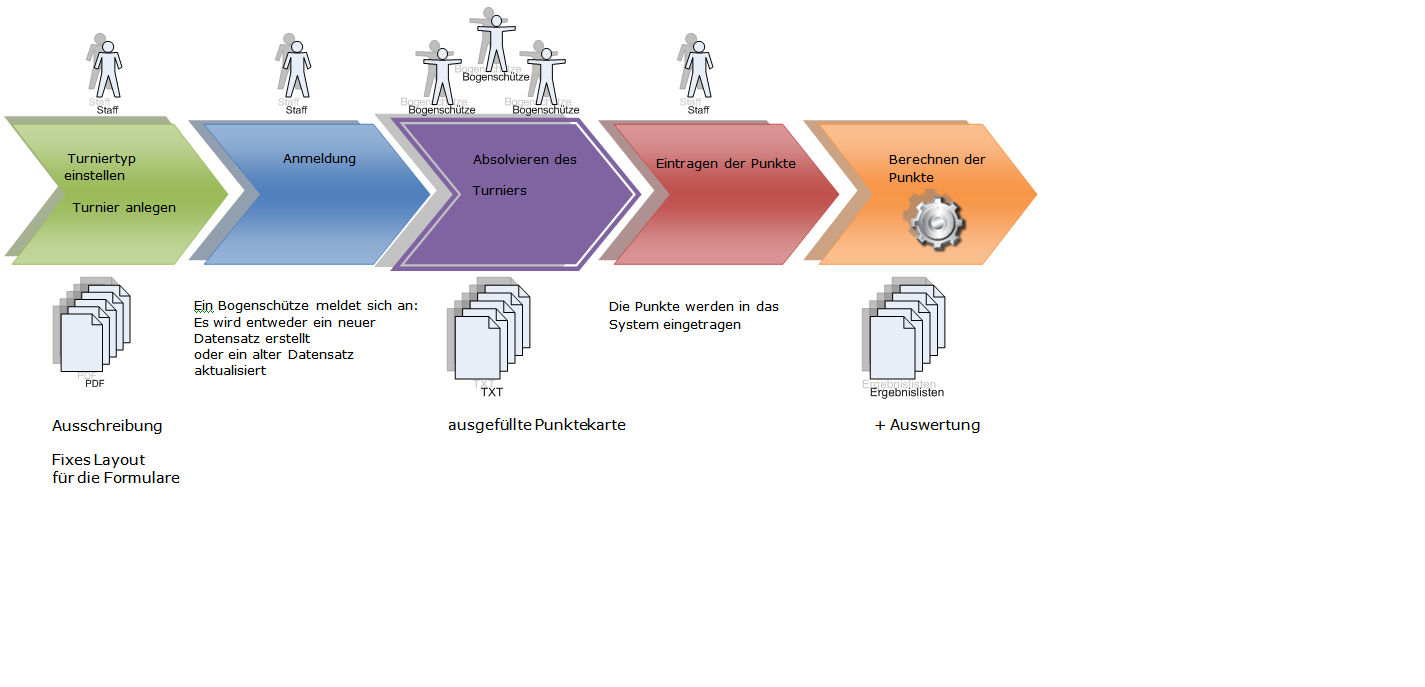 Staff
Staff
Bogenschütze
Bogenschütze
Bogenschütze
Staff
Turniertyp
einstellen
Turnier anlegen
Anmeldung
Absolvieren des
Turniers
Eintragen der Punkte
Berechnen der
Punkte
PDF
Ausschreibung
Fixes Layout
für die Formulare
Ein Bogenschütze meldet sich an:
Es wird entweder ein neuer
Datensatz erstellt
oder ein alter Datensatz
aktualisiert
TXT
ausgefüllte Punktekarte
Die Punkte werden in das
System eingetragen
Ergebnislisten
+ Auswertung